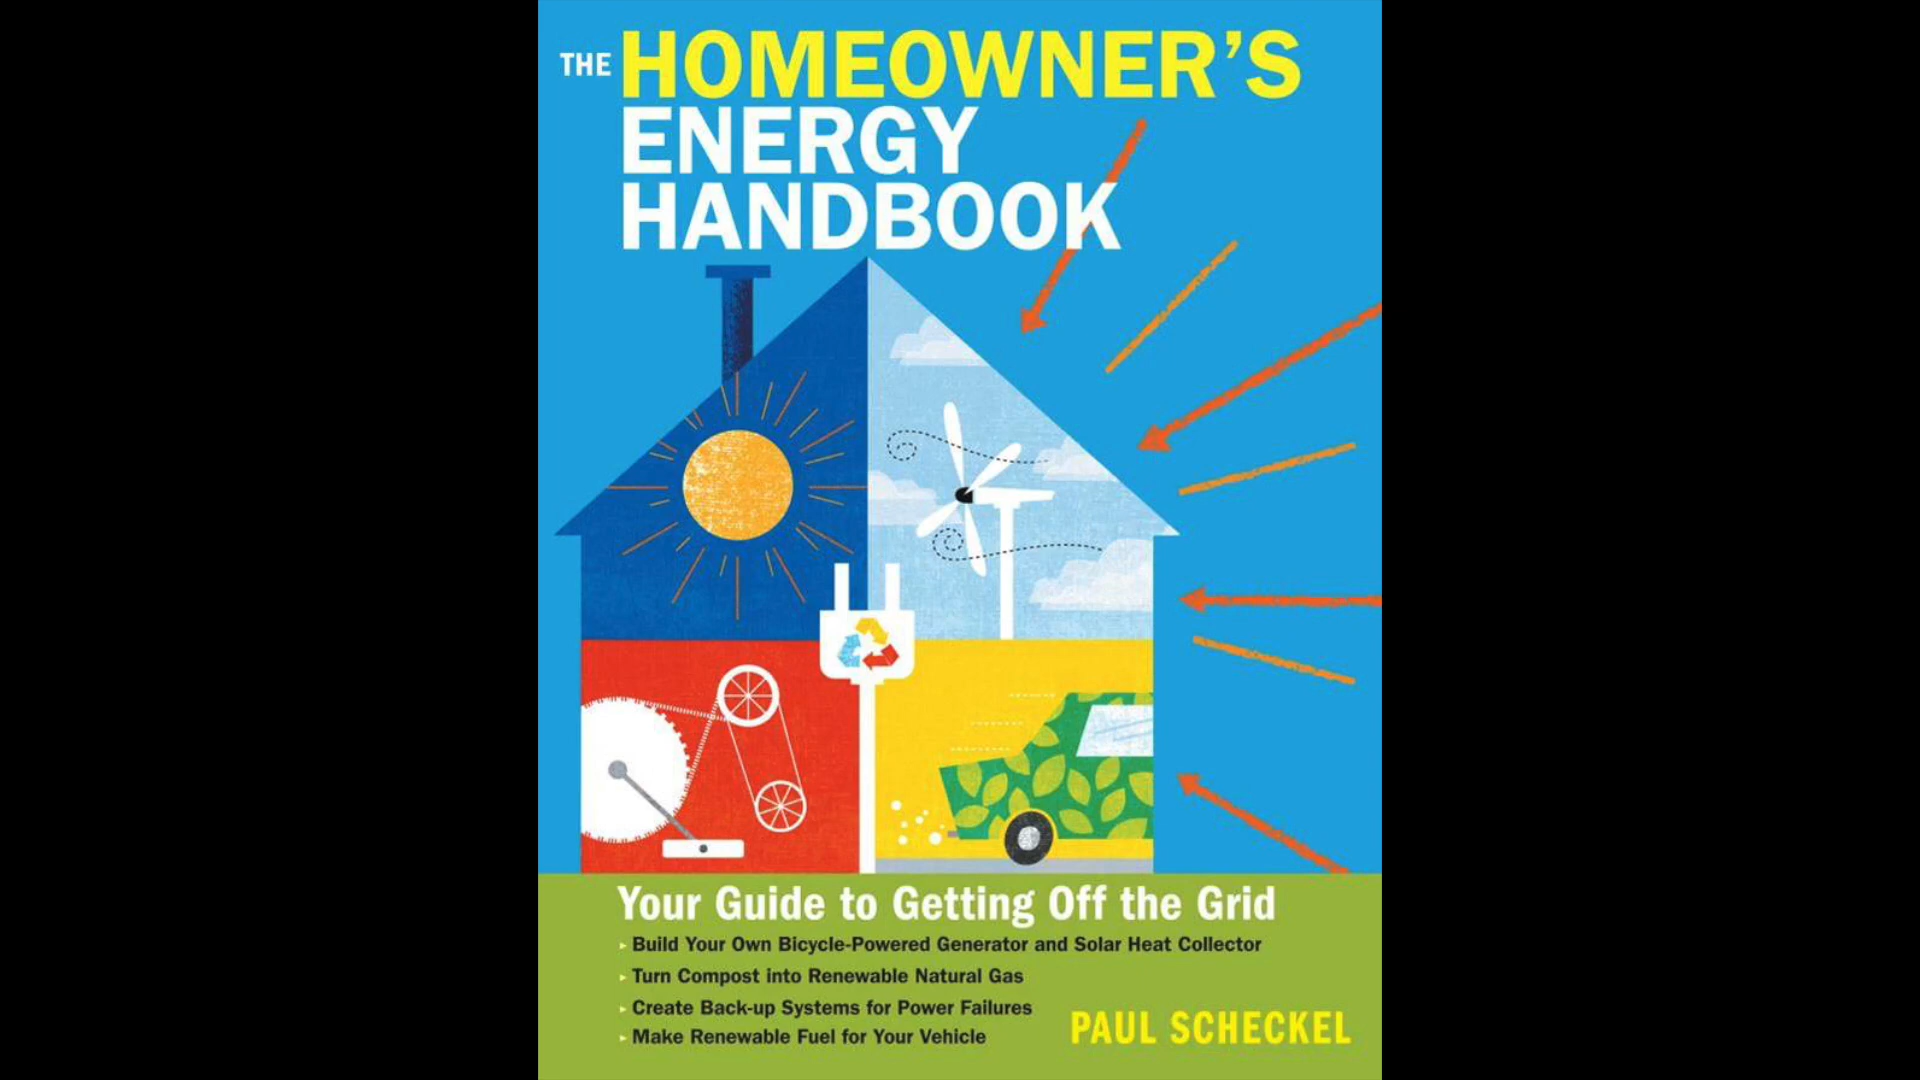 THE HOMEOWNER'S
ENERGY
HANDBOOK
Your Guide to Getting Off the Grid
▸ Build Your Own Bicycle-Powered Generator and Solar Heat Collector
▸ Turn Compost into Renewable Natural Gas
▸ Create Back-up Systems for Power Failures
▸ Make Renewable Fuel for Your Vehicle
PAUL SCHECKEL